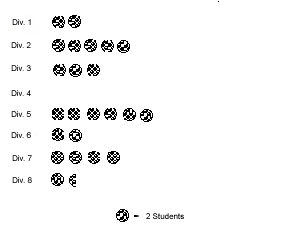 Div. 1
Div. 2
Div. 3
Div. 4
Div. 5
Div. 6
Div. 7
Div. 8
= 2 Students